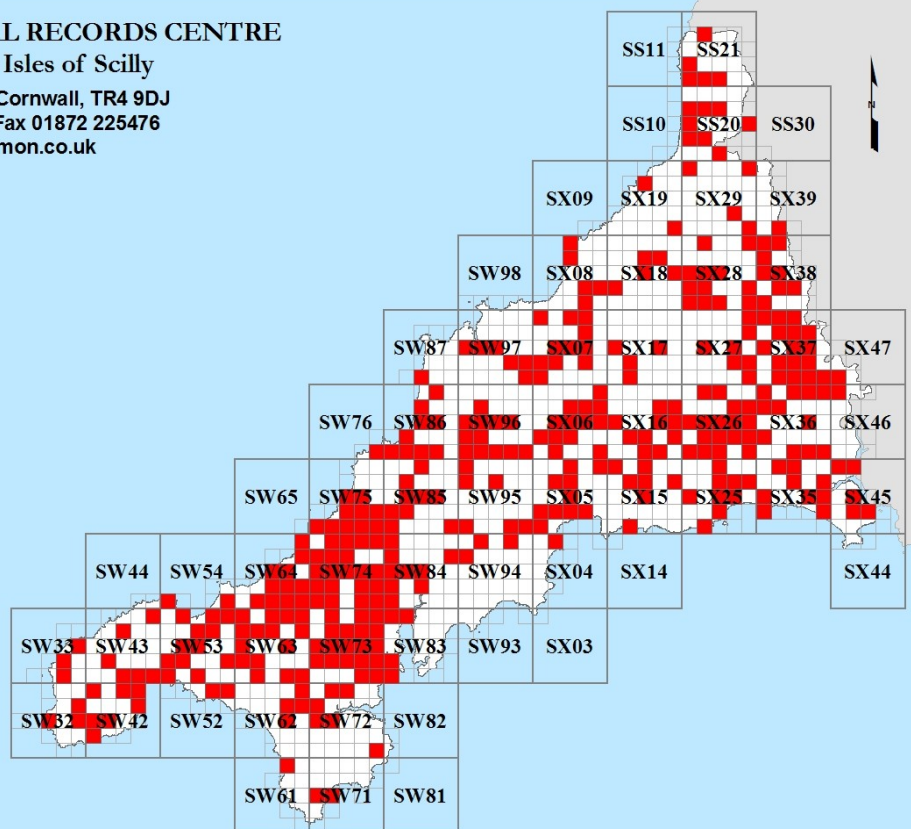 L RECORDS CENTRE
Isles of Scilly
Cornwall, TR4 9DJ
Fax 01872 225476
mon.co.uk
N
SS11 SS21
SS10 SS20 SS30
SX09 SX19 SX29 SX39
SW98 SX08 SX18 SX28 SX38
SW87 SW97 SX07 SX17 SX27 SX37 SX47
SW76 SW86 SW96 SX06 SX16 SX26 SX36 SX46
SW65 SW75 SW85 SW95 SX05 SX15 SX25 SX35 SX45
SW44 SW54 SW64 SW74 SW84 SW94 SX04 SX14 SX44
SW33 SW43 SW53 SW63 SW73 SW83 SW93 SX03
SW32 SW42 SW52 SW62 SW72 SW82
SW61 SW71 SW81